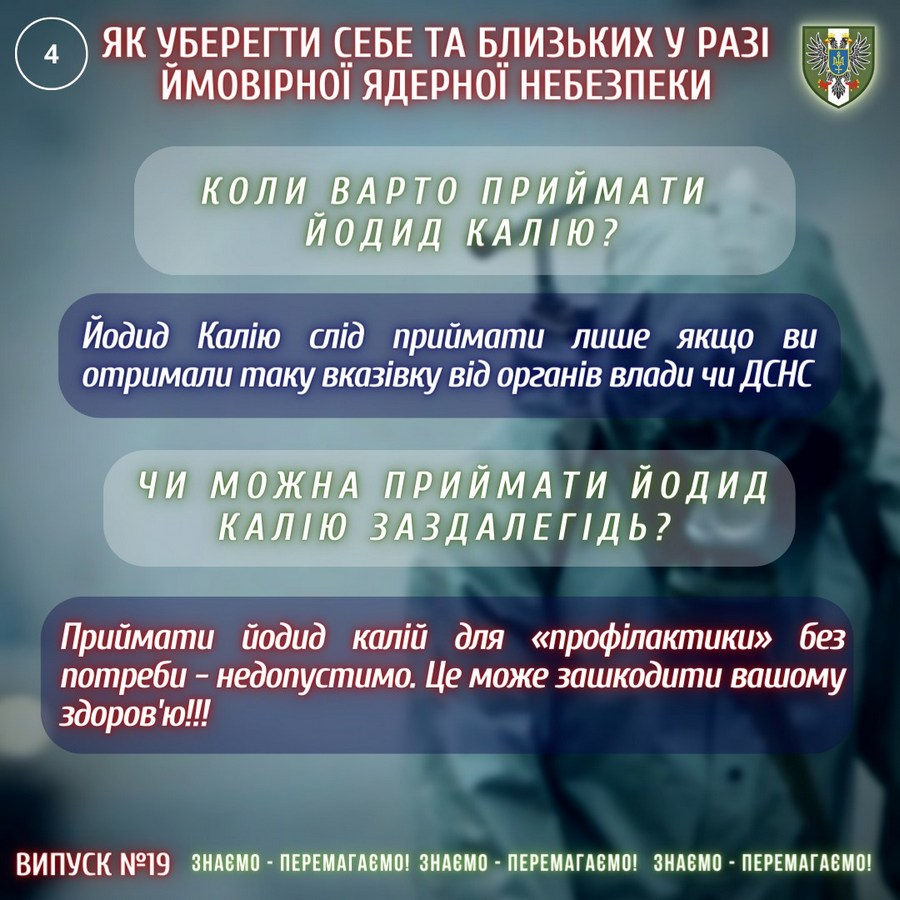 4
ЯК УБЕРЕГТИ СЕБЕ ТА БЛИЗЬКИХ У РАЗІ
ЙМОВІРНОЇ ЯДЕРНОЇ НЕБЕЗПЕКИ
КОЛИ ВАРТО ПРИЙМАТИ
ЙОДИД КАЛІЮ?
Йодид Калію слід приймати лише якщо ви
отримали таку вказівку від органів влади чи ДСНС
ЧИ МОЖНА ПРИЙМАТИ ЙОДИД
КАЛІЮ ЗАЗДАЛЕГІДЬ?
Приймати йодид калій для «профілактики» без
потреби – недопустимо. Це може зашкодити вашому
здоров'ю!!!
ВИПУСК №19 ЗНАЄМО - ПЕРЕМАГАЄМО! ЗНАЄМО - ПЕРЕМАГАЄМО! ЗНАЄМО - ПЕРЕМАГАЄМО!